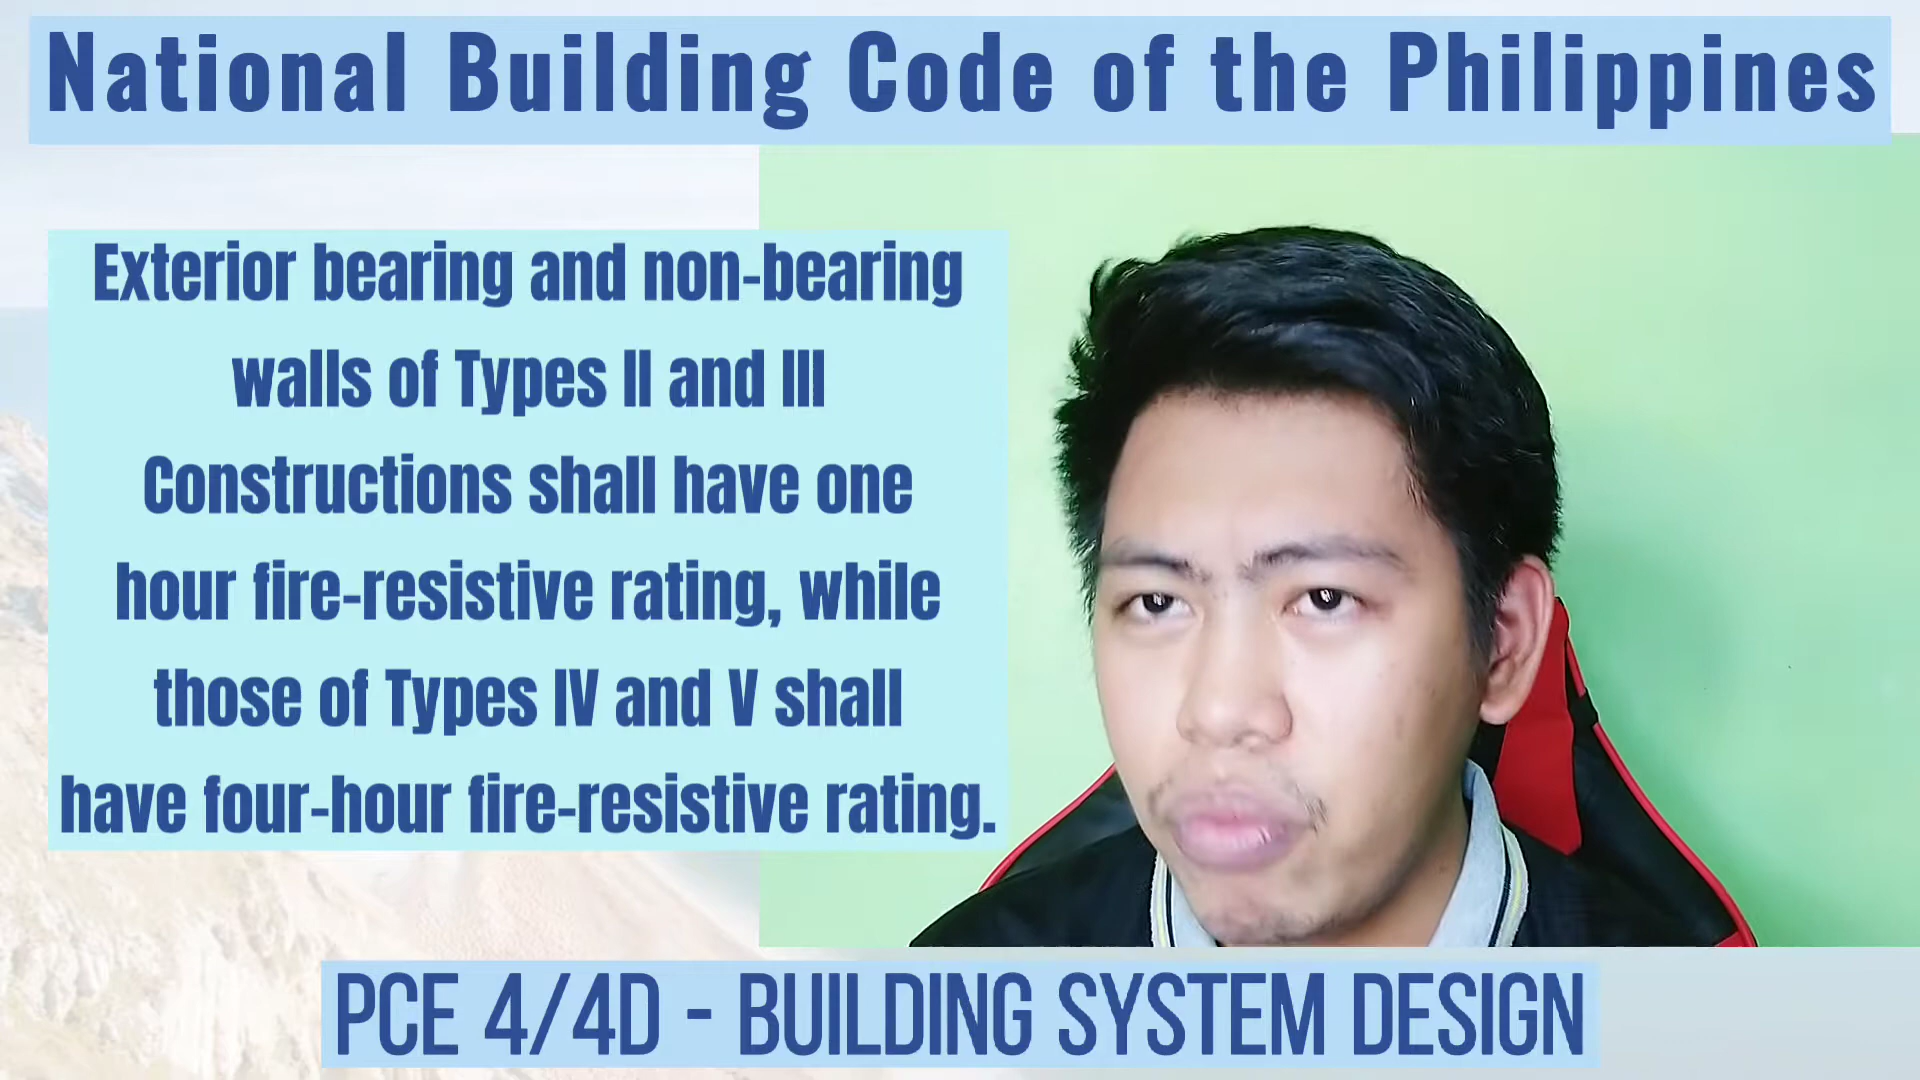 National Building Code of the Philippines
Exterior bearing and non-bearing
walls of Types II and III
Constructions shall have one
hour fire-resistive rating, while
those of Types IV and V shall
have four-hour fire-resistive rating.
PCE 4/4D - BUILDING SYSTEM DESIGN